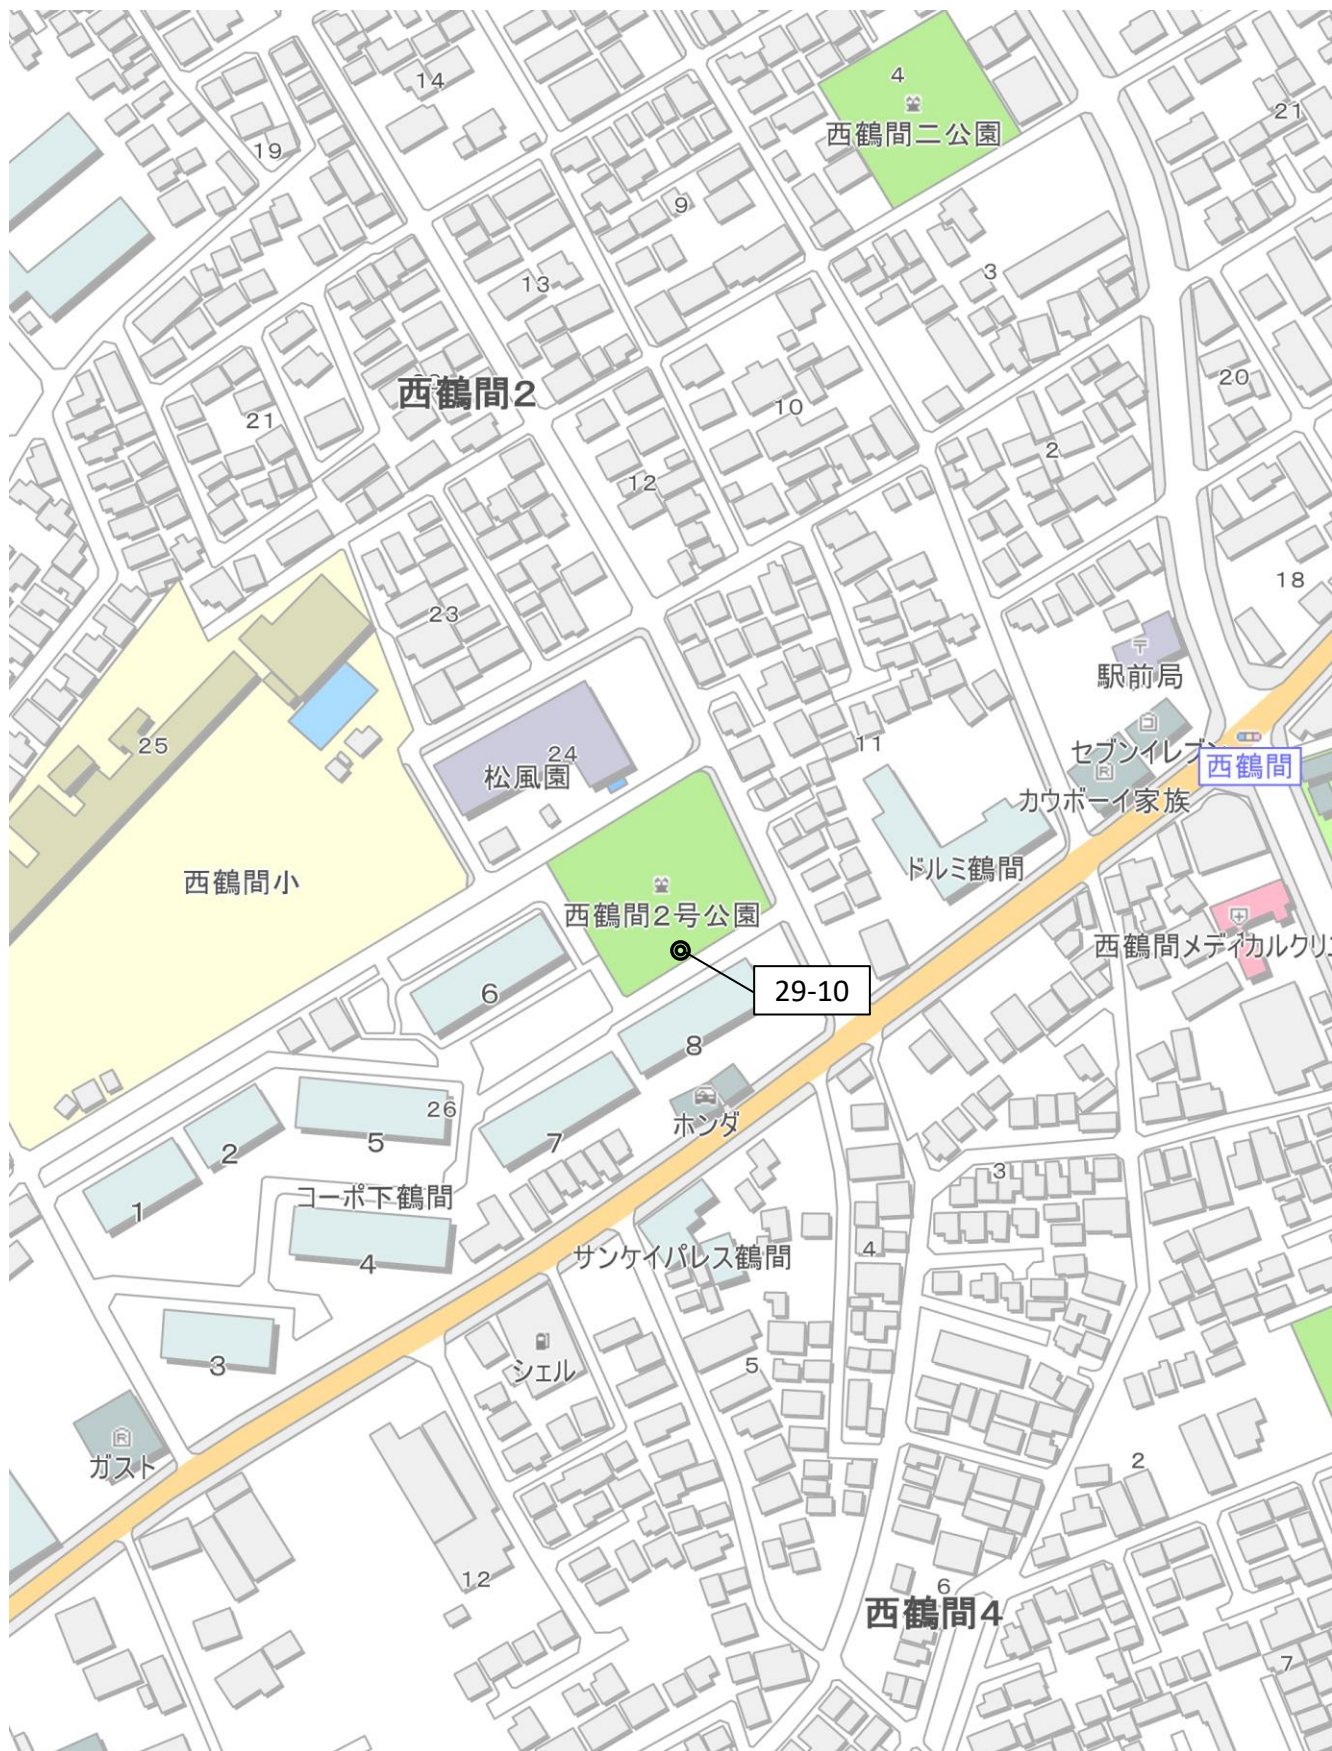 14
4
西鶴間二公園
21
19
9
3
13
西鶴間2
20
21
10
2
12
18
23
駅前局
25
24
松風園
11
セブンイレブン
西鶴間
カウボーイ家族
ドルミ鶴間
西鶴間小
西鶴間2号公園
西鶴間メディカルクリニ
29-10
6
8
26
ホンダ
5
7
2
3
コーポ下鶴間
1
4
サンケイパレス鶴間
4
シェル
5
3
ガスト
2
12
6
西鶴間4
7